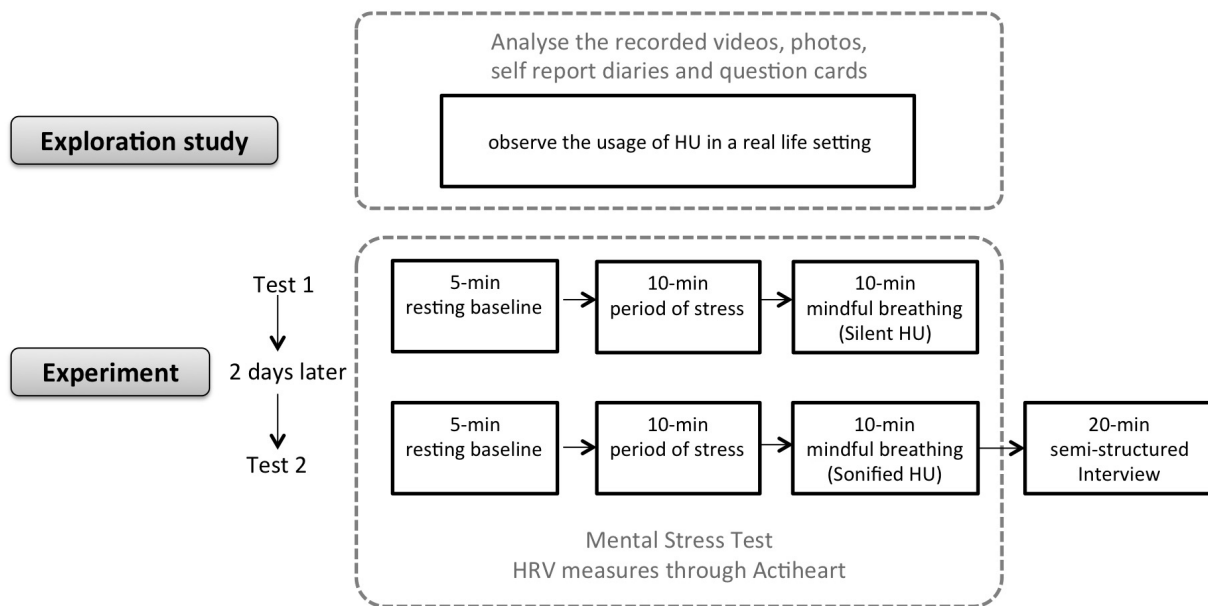 Analyse the recorded videos, photos,
self report diaries and question cards
Exploration study
observe the usage of HU in a real life setting
Experiment
Test 1
2 days later
Test 2
5-min
resting baseline
10-min
period of stress
10-min
mindful breathing
(Silent HU)
5-min
resting baseline
10-min
period of stress
10-min
mindful breathing
(Sonified HU)
20-min
semi-structured
Interview
Mental Stress Test
HRV measures through Actiheart